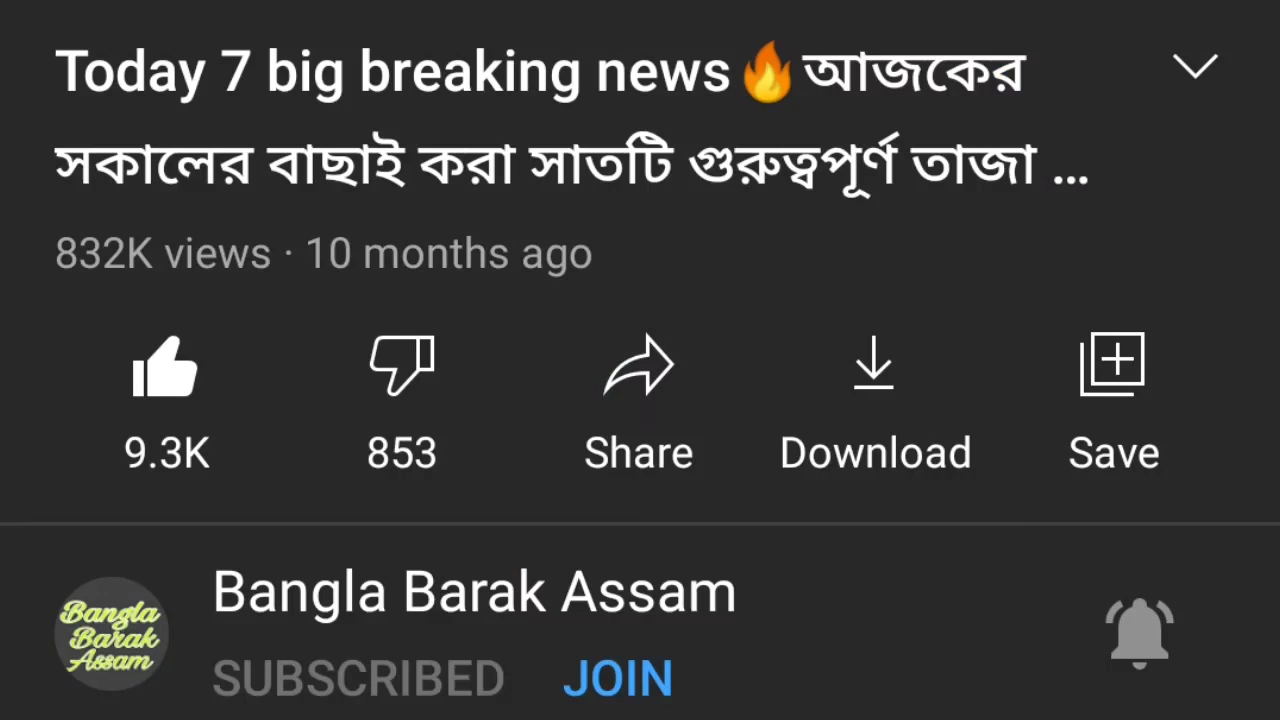 Today 7 big breaking news🔥আজকের
সকালের বাছাই করা সাতটি গুরুত্বপূর্ণ তাজা ...
832K views · 10 months ago
9.3K 853 Share Download Save
Bangla Barak Assam
Bangla
Barak
Assam
SUBSCRIBED JOIN